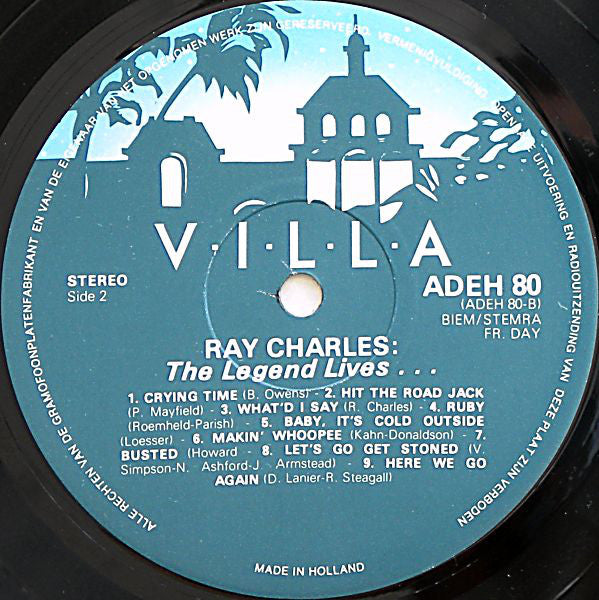 ALLE RECHTEN VAN DE GRAMOFOONPLATENFABRIKANT EN VAN DE EIGENAAR VAN HET OPGENOMEN WERK ZIJN GERESERVEERD. VERMENIGVULDIGING, OPEN UITVOERING EN RADIOUITZENDING VAN DEZE PLAAT ZIJN VERBODEN
V·I·L·L·A
STEREO
Side 2
ADEH 80
(ADEH 80-B)
BIEM/STEMRA
FR. DAY
RAY CHARLES:
The Legend Lives . . .
1. CRYING TIME (B. Owens) - 2. HIT THE ROAD JACK
(P. Mayfield) - 3. WHAT'D I SAY (R. Charles) - 4. RUBY
(Roemheld-Parish) - 5. BABY, IT'S COLD OUTSIDE
(Loesser) - 6. MAKIN' WHOOPEE (Kahn-Donaldson) - 7.
BUSTED (Howard - 8. LET'S GO GET STONED (V.
Simpson-N. Ashford-J Armstead) - 9. HERE WE GO
AGAIN (D. Lanier-R. Steagall)
MADE IN HOLLAND